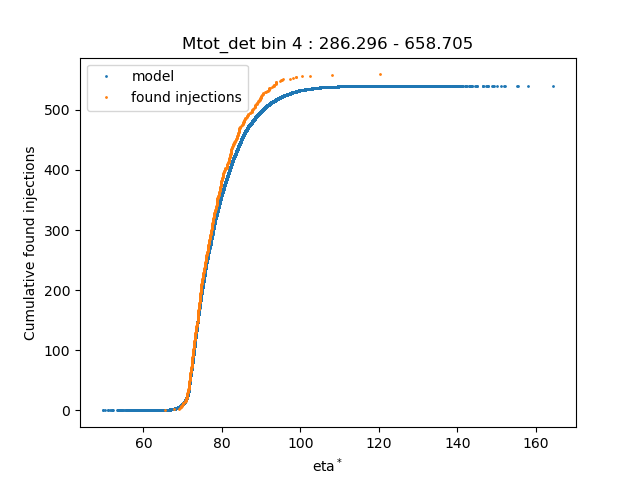 Mtot_det bin 4 : 286.296 - 658.705
model
found injections
Cumulative found injections
500
400
300
200
100
0
60 80 100 120 140 160
eta*